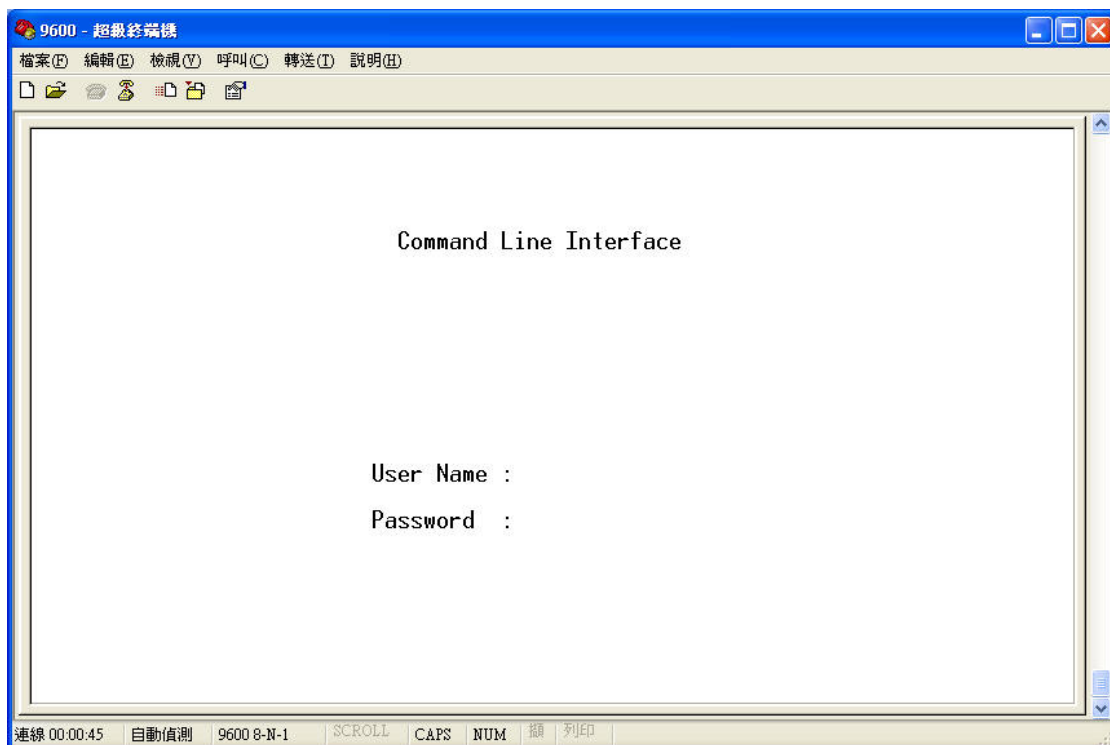 9600 - 超級終端機
檔案(F) 編輯(E) 檢視(V) 呼叫(C) 轉送(T) 說明(H)
Command Line Interface
User Name :
Password :
連線 00:00:45 自動偵測 9600 8-N-1 SCROLL CAPS NUM 擷 列印